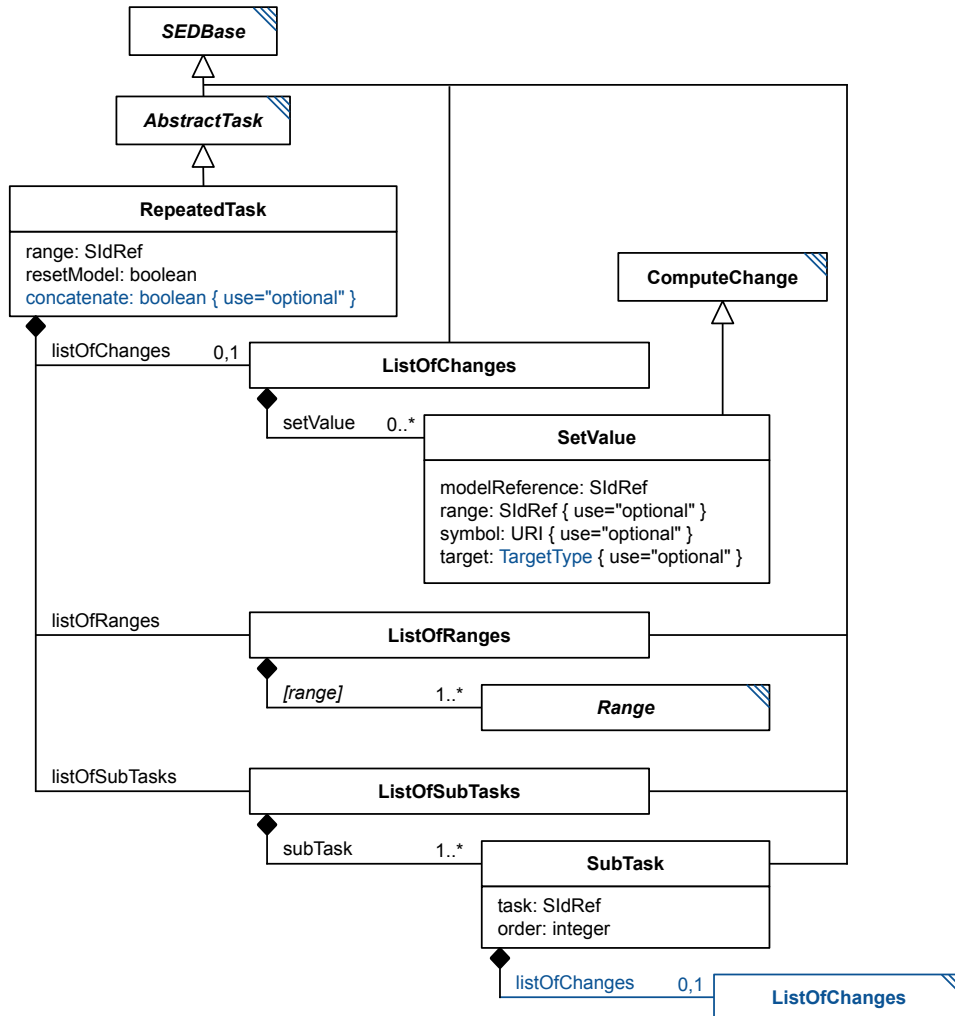 SEDBase
AbstractTask
RepeatedTask
range: SIdRef
resetModel: boolean
concatenate: boolean { use="optional" }
ComputeChange
listOfChanges 0,1
ListOfChanges
setValue 0..*
SetValue
modelReference: SIdRef
range: SIdRef { use="optional" }
symbol: URI { use="optional" }
target: TargetType { use="optional" }
listOfRanges
ListOfRanges
[range] 1..*
Range
listOfSubTasks
ListOfSubTasks
subTask 1..*
SubTask
task: SIdRef
order: integer
listOfChanges 0,1
ListOfChanges